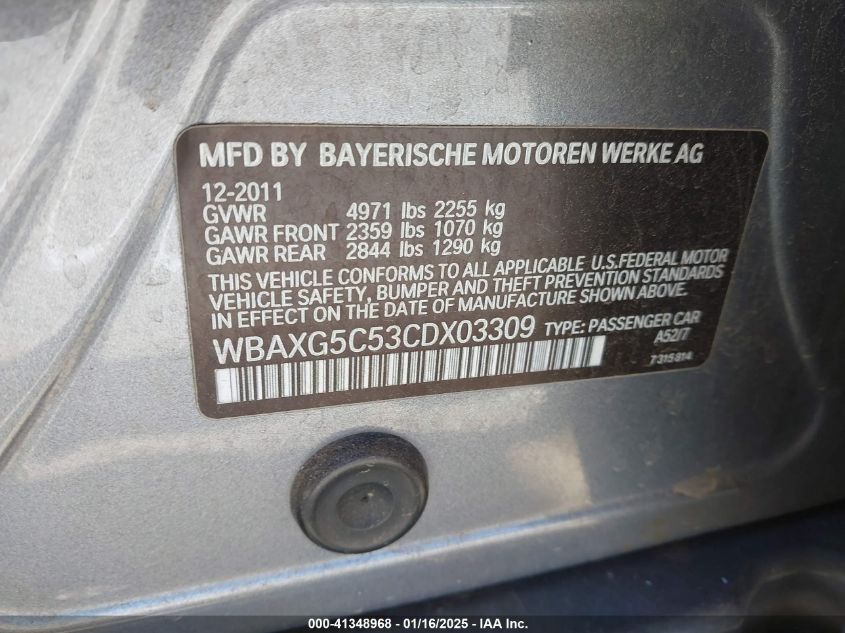 MFD BY BAYERISCHE MOTOREN WERKE AG
12-2011
GVWR 4971 lbs 2255 kg
GAWR FRONT 2359 lbs 1070 kg
GAWR REAR 2844 lbs 1290 kg
THIS VEHICLE CONFORMS TO ALL APPLICABLE U.S.FEDERAL MOTOR
VEHICLE SAFETY, BUMPER AND THEFT PREVENTION STANDARDS
IN EFFECT ON THE DATE OF MANUFACTURE SHOWN ABOVE.
WBAXG5C53CDX03309 TYPE: PASSENGER CAR
A52/7
7315814
000-41348968 - 01/16/2025 - IAA Inc.